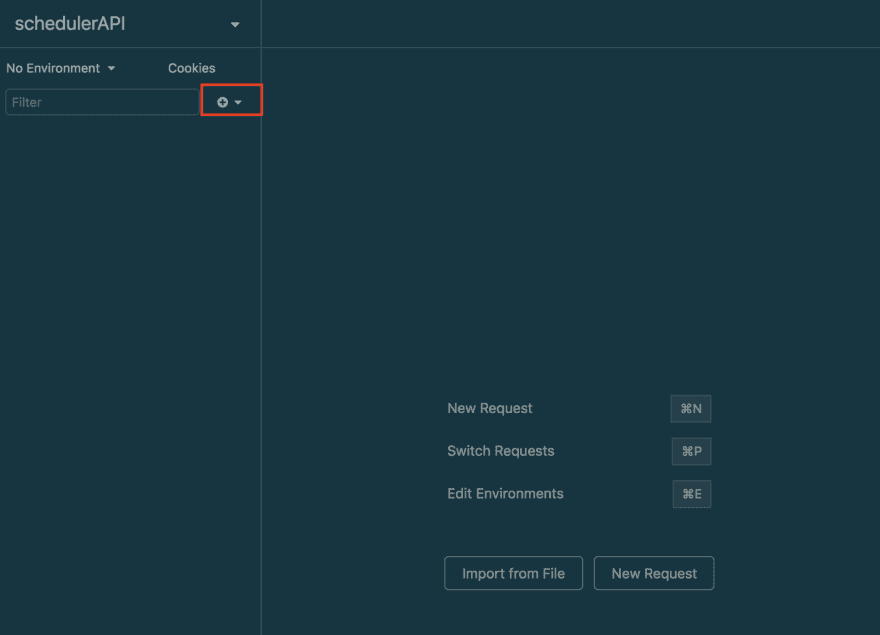 schedulerAPI
No Environment Cookies
Filter
New Request ⌘N
Switch Requests ⌘P
Edit Environments ⌘E
Import from File New Request